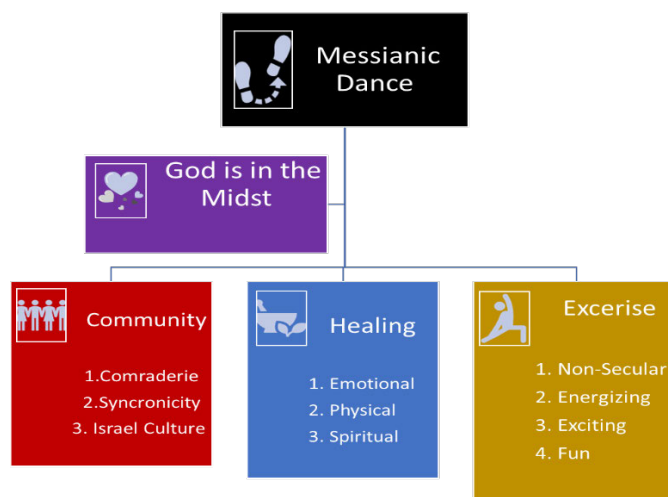 Messianic
Dance
God is in the
Midst
Community
1.Comraderie
2.Syncronicity
3. Israel Culture
Healing
1. Emotional
2. Physical
3. Spiritual
Excerise
1. Non-Secular
2. Energizing
3. Exciting
4. Fun